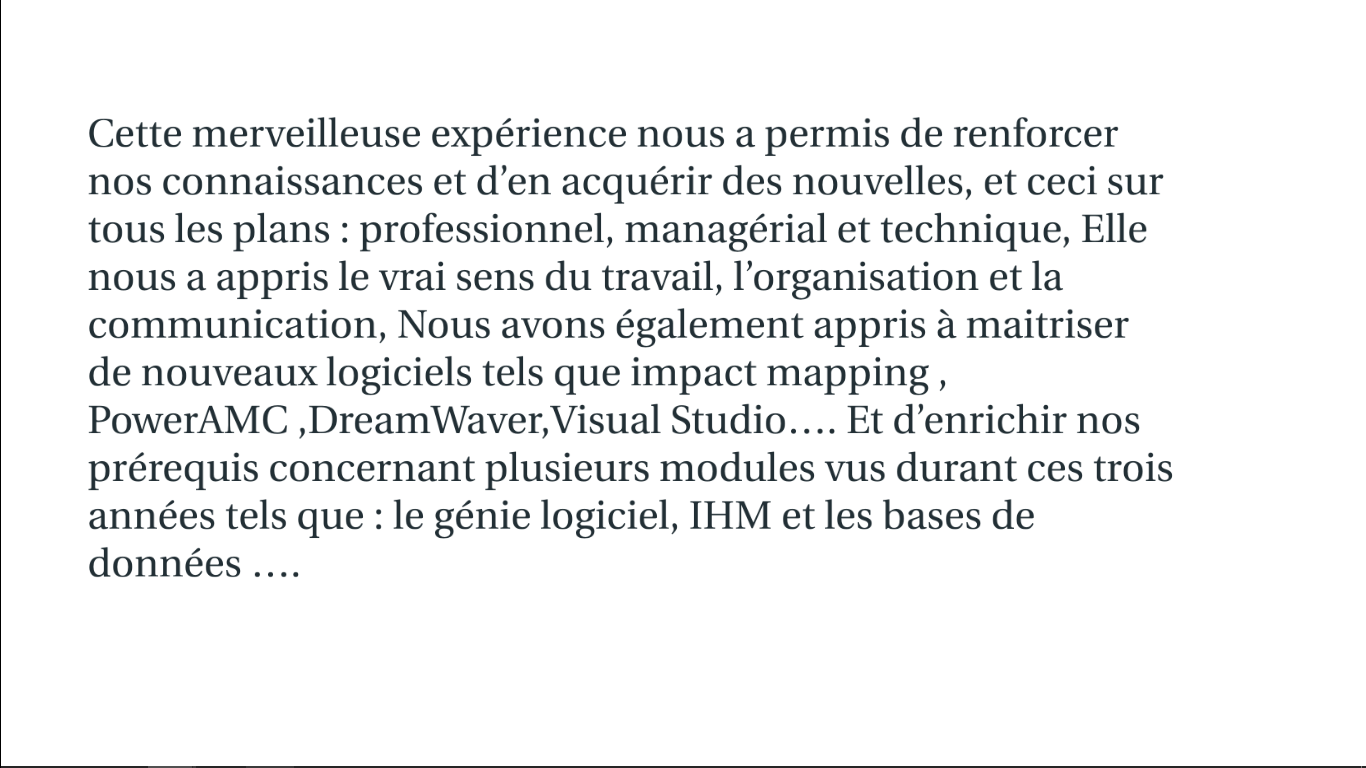 Cette merveilleuse expérience nous a permis de renforcer
nos connaissances et d’en acquérir des nouvelles, et ceci sur
tous les plans : professionnel, managérial et technique, Elle
nous a appris le vrai sens du travail, l’organisation et la
communication, Nous avons également appris à maitriser
de nouveaux logiciels tels que impact mapping ,
PowerAMC ,DreamWaver,Visual Studio…. Et d’enrichir nos
prérequis concernant plusieurs modules vus durant ces trois
années tels que : le génie logiciel, IHM et les bases de
données ….